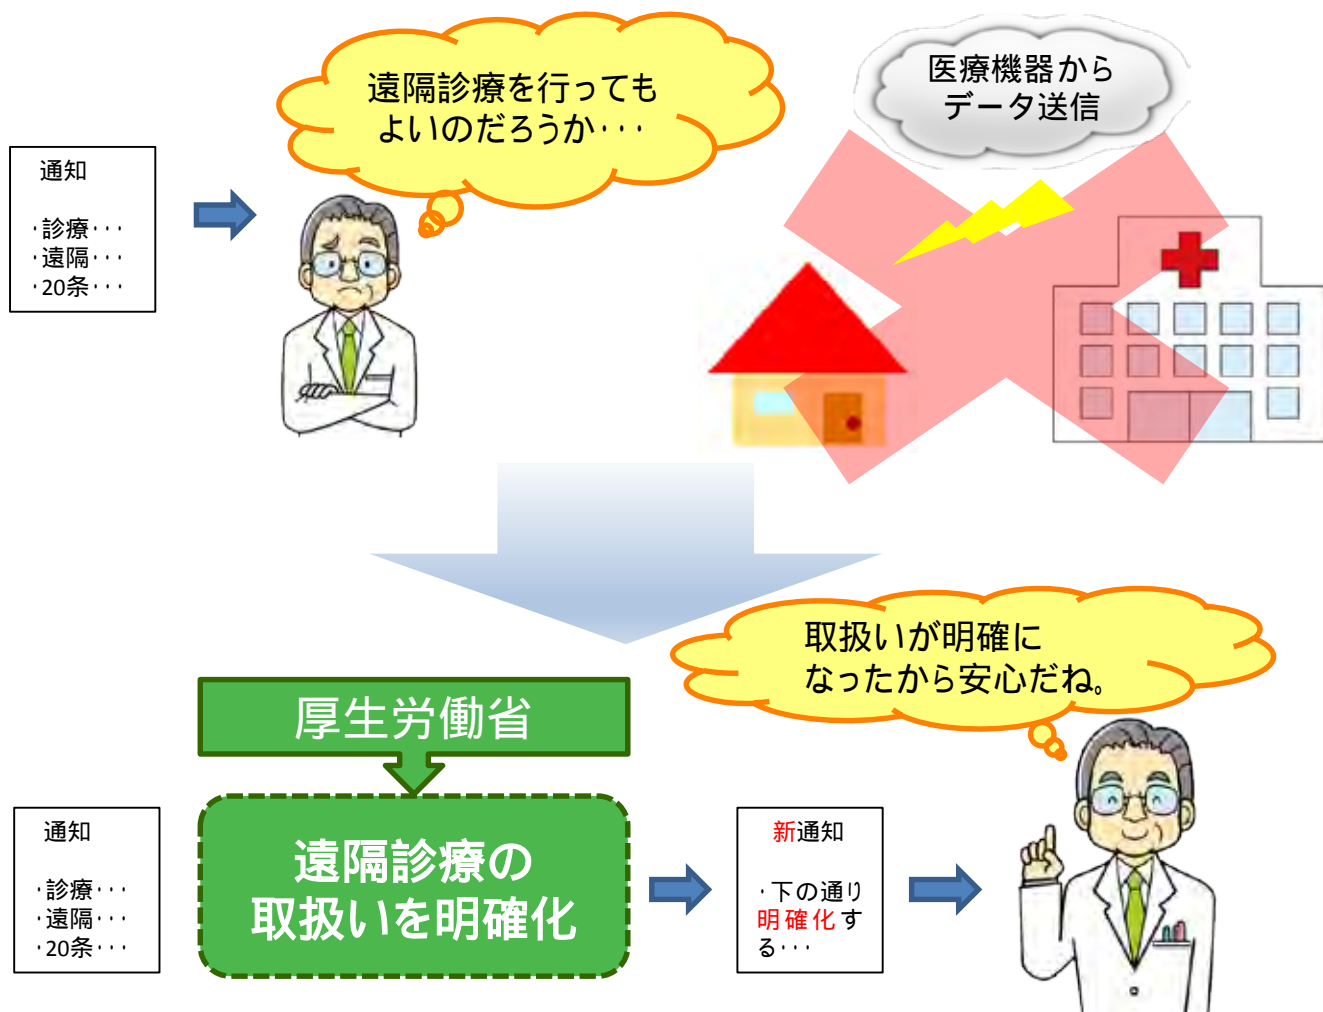 遠隔診療を行っても
よいのだろうか･･･
医療機器から
データ送信
通知
･診療･･･
･遠隔･･･
･20条･･･
取扱いが明確に
なったから安心だね。
厚生労働省
通知
･診療･･･
･遠隔･･･
･20条･･･
遠隔診療の
取扱いを明確化
新通知
･下の通り
明確化す
る･･･